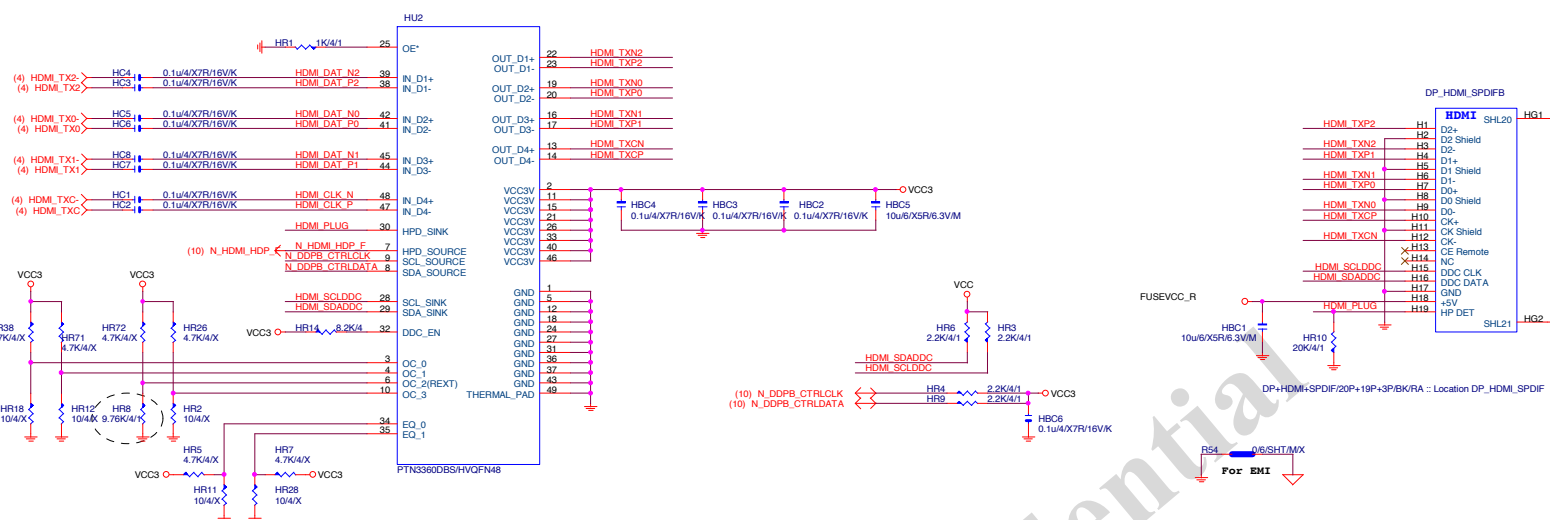 HU2
HR1 1K/4/1 25 OE*
(4) HDMI_TX2- HC4 0.1u/4/X7R/16V/K HDMI_DAT_N2 39 IN_D1+
(4) HDMI_TX2 HC3 0.1u/4/X7R/16V/K HDMI_DAT_P2 38 IN_D1-
(4) HDMI_TX0- HC5 0.1u/4/X7R/16V/K HDMI_DAT_N0 42 IN_D2+
(4) HDMI_TX0 HC6 0.1u/4/X7R/16V/K HDMI_DAT_P0 41 IN_D2-
(4) HDMI_TX1- HC8 0.1u/4/X7R/16V/K HDMI_DAT_N1 45 IN_D3+
(4) HDMI_TX1 HC7 0.1u/4/X7R/16V/K HDMI_DAT_P1 44 IN_D3-
(4) HDMI_TXC- HC1 0.1u/4/X7R/16V/K HDMI_CLK_N 48 IN_D4+
(4) HDMI_TXC HC2 0.1u/4/X7R/16V/K HDMI_CLK_P 47 IN_D4-
HDMI_PLUG 30 HPD_SINK
(10) N_HDMI_HDP_F N_HDMI_HDP_F 7 HPD_SOURCE
N_DDPB_CTRLCLK 9 SCL_SOURCE
N_DDPB_CTRLDATA 8 SDA_SOURCE
HDMI_SCLDDC 28 SCL_SINK
HDMI_SDADDC 29 SDA_SINK
VCC3 HR14 8.2K/4 32 DDC_EN
3 OC_0
4 OC_1
6 OC_2(REXT)
10 OC_3
34 EQ_0
35 EQ_1
PTN3360DBS/HVQFN48
VCC3 VCC3
HR71 4.7K/4/X
HR72 4.7K/4/X
HR26 4.7K/4/X
HR18 10/4/X
HR12 10/4/X
HR8 9.76K/4/1
HR2 10/4/X
HR5 4.7K/4/X
HR7 4.7K/4/X
VCC3 VCC3
HR11 10/4/X
HR28 10/4/X
OUT_D1+ 22 HDMI_TXN2
OUT_D1- 23 HDMI_TXP2
OUT_D2+ 19 HDMI_TXN0
OUT_D2- 20 HDMI_TXP0
OUT_D3+ 16 HDMI_TXN1
OUT_D3- 17 HDMI_TXP1
OUT_D4+ 13 HDMI_TXCN
OUT_D4- 14 HDMI_TXCP
VCC3V 2
VCC3V 11
VCC3V 15
VCC3V 21
VCC3V 26
VCC3V 33
VCC3V 40
VCC3V 46
GND 1
GND 5
GND 12
GND 18
GND 24
GND 27
GND 31
GND 36
GND 37
GND 43
THERMAL_PAD 49
VCC3
HBC4 0.1u/4/X7R/16V/K
HBC3 0.1u/4/X7R/16V/K
HBC2 0.1u/4/X7R/16V/K
HBC5 10u/6/X5R/6.3V/M
VCC
HR6 2.2K/4/1
HR3 2.2K/4/1
HDMI_SDADDC
HDMI_SCLDDC
(10) N_DDPB_CTRLCLK HR4 2.2K/4/1 VCC3
(10) N_DDPB_CTRLDATA HR9 2.2K/4/1
HBC6 0.1u/4/X7R/16V/K
DP_HDMI_SPDIFB
HDMI
SHL20 HG1
HDMI_TXP2 H1 D2+
H2 D2 Shield
HDMI_TXN2 H3 D2-
HDMI_TXP1 H4 D1+
H5 D1 Shield
HDMI_TXN1 H6 D1-
HDMI_TXP0 H7 D0+
H8 D0 Shield
HDMI_TXN0 H9 D0-
HDMI_TXCP H10 CK+
H11 CK Shield
HDMI_TXCN H12 CK-
H13 CE Remote
H14 NC
HDMI_SCLDDC H15 DDC CLK
HDMI_SDADDC H16 DDC DATA
H17 GND
FUSEVCC_R H18 +5V
HDMI_PLUG H19 HP DET
SHL21 HG2
HBC1 10u/6/X5R/6.3V/M
HR10 20K/4/1
DP+HDMI+SPDIF/20P+19P+3P/BK/RA :: Location DP_HDMI_SPDIF
R54 0/6/SHT/M/X
For EMI